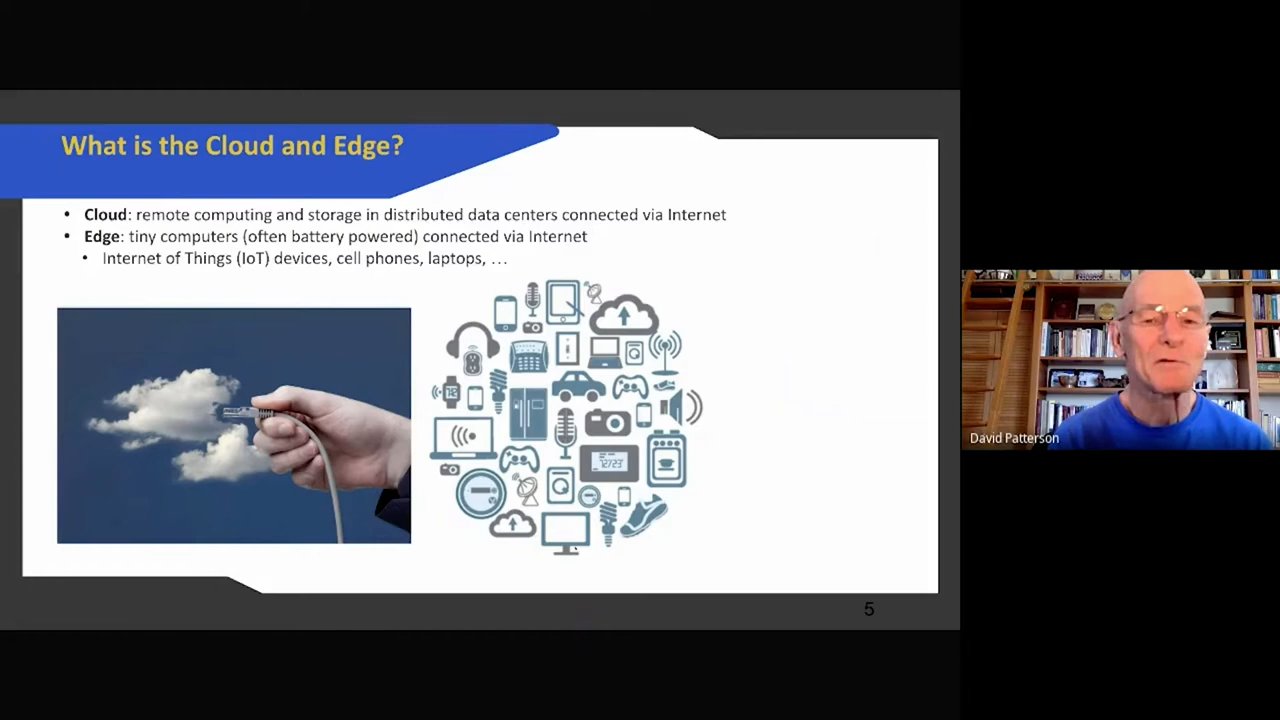 What is the Cloud and Edge?
• Cloud: remote computing and storage in distributed data centers connected via Internet
• Edge: tiny computers (often battery powered) connected via Internet
• Internet of Things (IoT) devices, cell phones, laptops, …
5
David Patterson